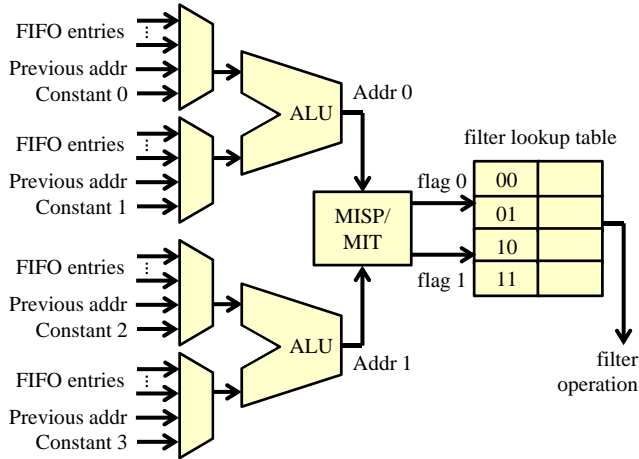 FIFO entries
Previous addr
Constant 0
ALU
Addr 0
FIFO entries
Previous addr
Constant 1
filter lookup table
flag 0
00
01
10
11
MISP/
MIT
flag 1
FIFO entries
Previous addr
Constant 2
ALU
Addr 1
FIFO entries
Previous addr
Constant 3
filter
operation